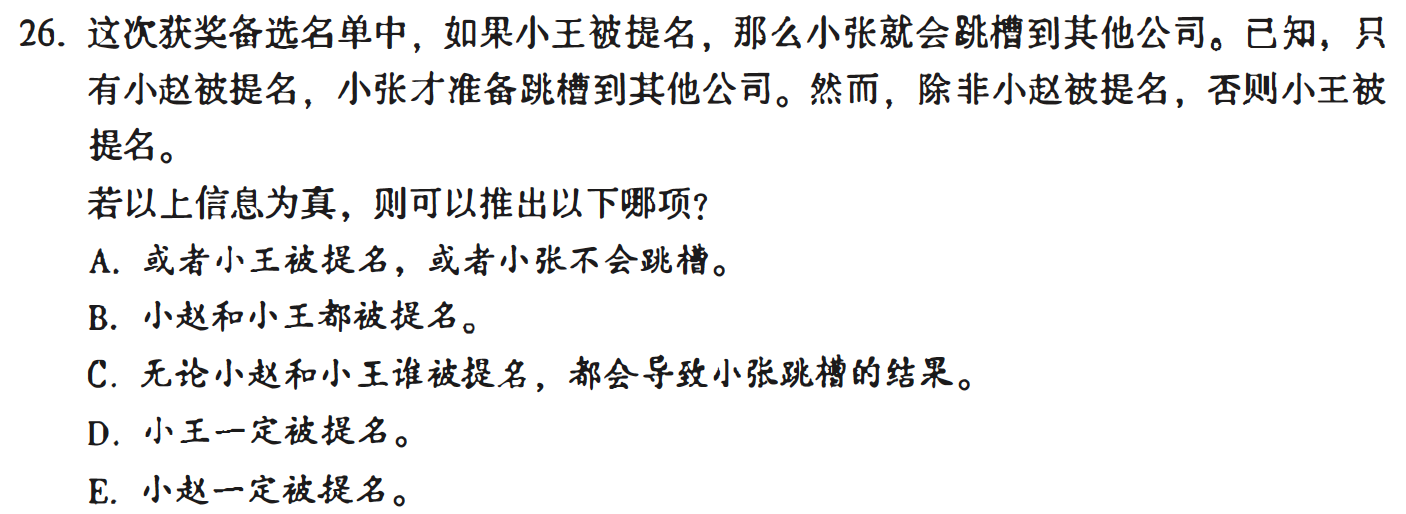 26. 这次获奖备选名单中，如果小王被提名，那么小张就会跳槽到其他公司。已知，只
有小赵被提名，小张才准备跳槽到其他公司。然而，除非小赵被提名，否则小王被
提名。
若以上信息为真，则可以推出以下哪项？
A. 或者小王被提名，或者小张不会跳槽。
B. 小赵和小王都被提名。
C. 无论小赵和小王谁被提名，都会导致小张跳槽的结果。
D. 小王一定被提名。
E. 小赵一定被提名。